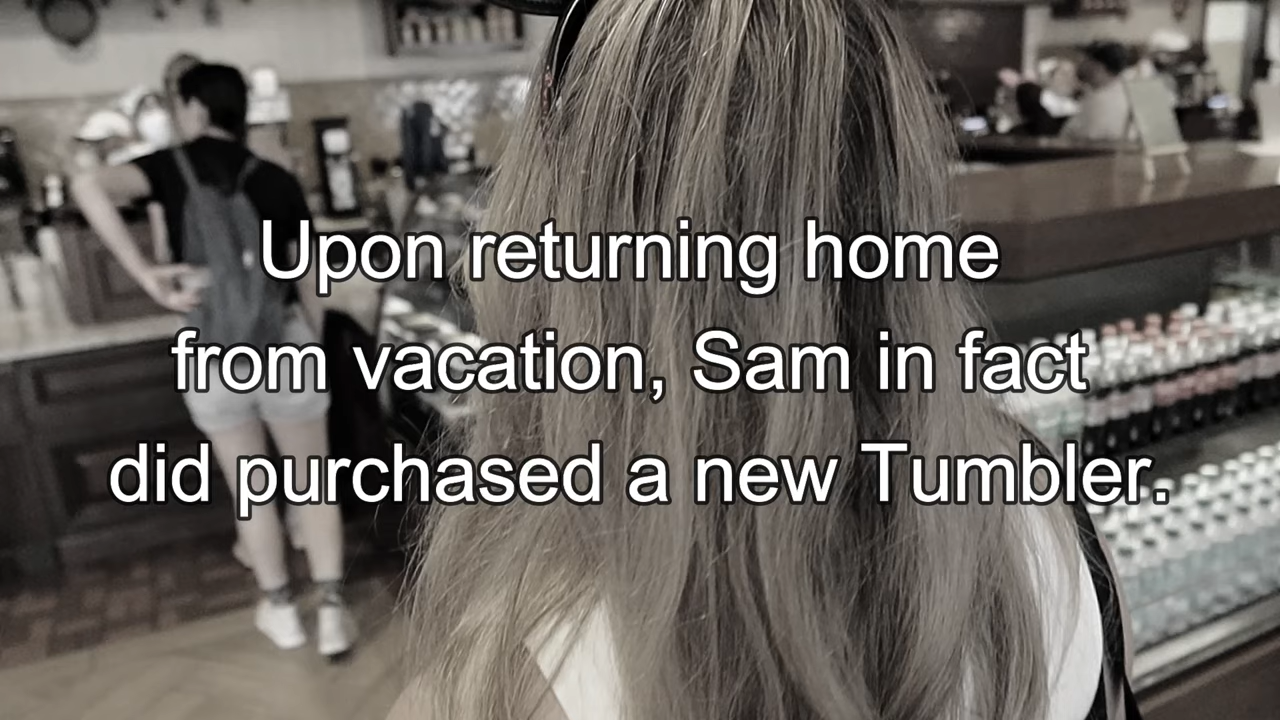 Upon returning home
from vacation, Sam in fact
did purchased a new Tumbler.